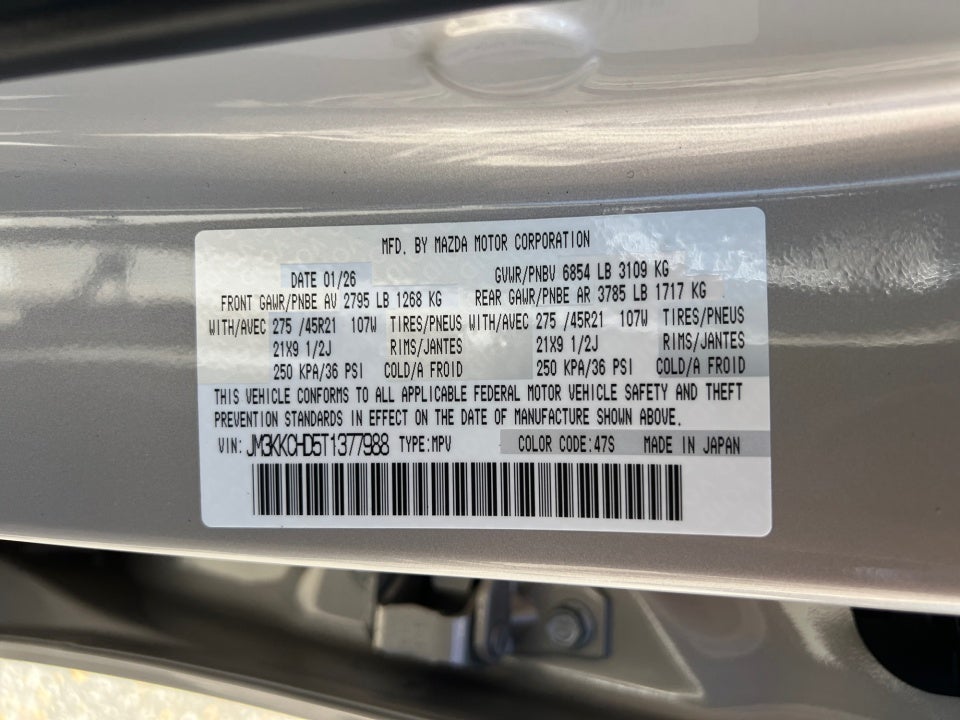 MFD. BY MAZDA MOTOR CORPORATION
DATE 01/26 GVWR/PNBV 6854 LB 3109 KG
FRONT GAWR/PNBE AV 2795 LB 1268 KG REAR GAWR/PNBE AR 3785 LB 1717 KG
WITH/AVEC 275 /45R21 107W TIRES/PNEUS WITH/AVEC 275 /45R21 107W TIRES/PNEUS
21X9 1/2J RIMS/JANTES 21X9 1/2J RIMS/JANTES
250 KPA/36 PSI COLD/A FROID 250 KPA/36 PSI COLD/A FROID
THIS VEHICLE CONFORMS TO ALL APPLICABLE FEDERAL MOTOR VEHICLE SAFETY AND THEFT
PREVENTION STANDARDS IN EFFECT ON THE DATE OF MANUFACTURE SHOWN ABOVE.
VIN: JM3KKCHD5T1377988 TYPE:MPV COLOR CODE:47S MADE IN JAPAN